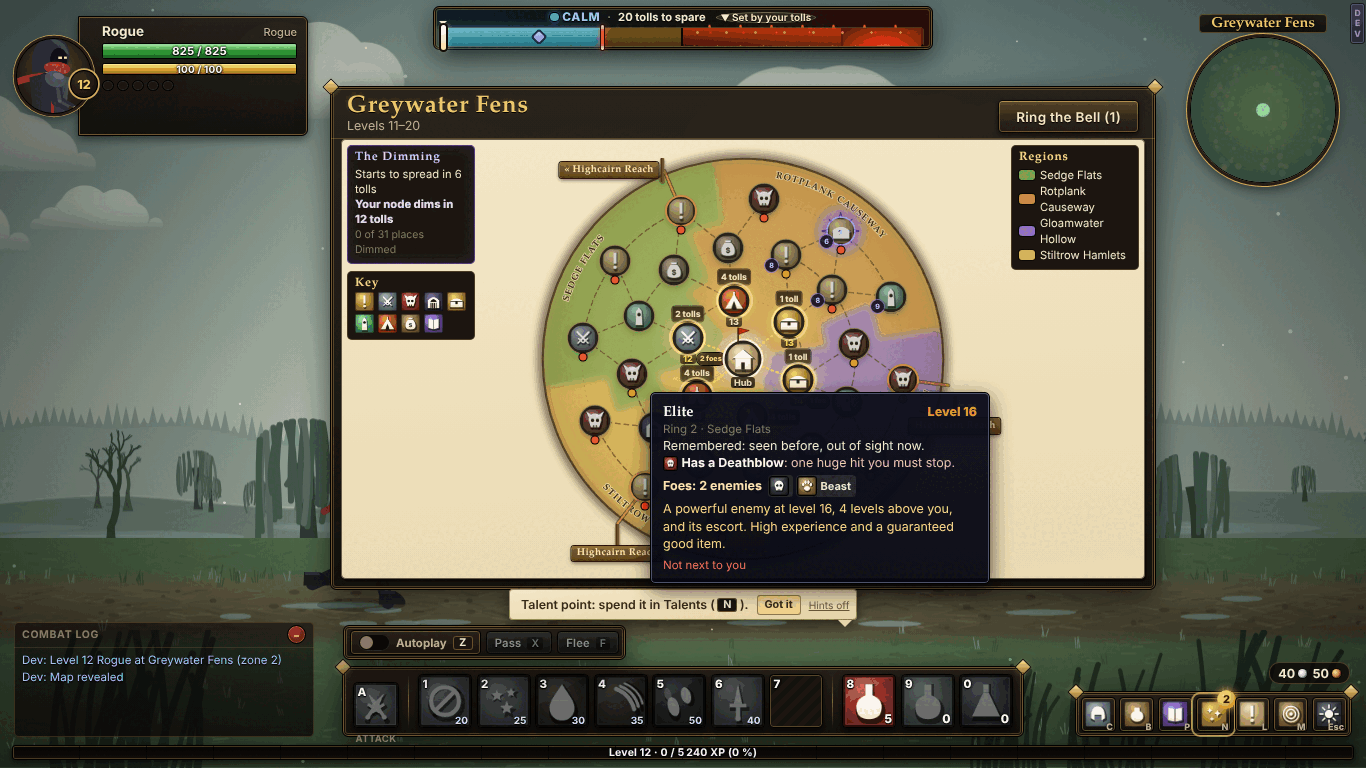 Rogue
Rogue
825 / 825
100 / 100
12
CALM · 20 tolls to spare ▼ Set by your tolls
Greywater Fens
DEV
Greywater Fens
Levels 11–20
Ring the Bell (1)
The Dimming
Starts to spread in 6
tolls
Your node dims in
12 tolls
0 of 31 places
Dimmed
Key
« Highcairn Reach
ROTPLANK CAUSEWAY
SEDGE FLATS
6
8
8
9
4 tolls
13
1 toll
13
2 tolls
12
2 foes
Hub
1 toll
4 tolls
Regions
Sedge Flats
Rotplank
Causeway
Gloamwater
Hollow
Stiltrow Hamlets
Elite
Level 16
Ring 2 · Sedge Flats
Remembered: seen before, out of sight now.
Has a Deathblow: one huge hit you must stop.
Foes: 2 enemies
Beast
A powerful enemy at level 16, 4 levels above you,
and its escort. High experience and a guaranteed
good item.
Not next to you
Talent point: spend it in Talents ( N ).
Got it
Hints off
COMBAT LOG
Dev: Level 12 Rogue at Greywater Fens (zone 2)
Dev: Map revealed
Autoplay Z
Pass X
Flee F
A
ATTACK
1
20
2
25
3
30
4
35
5
50
6
40
7
8
5
9
0
0
0
40
50
2
C
B
P
N
L
M
Esc
Level 12 · 0 / 5 240 XP (0 %)